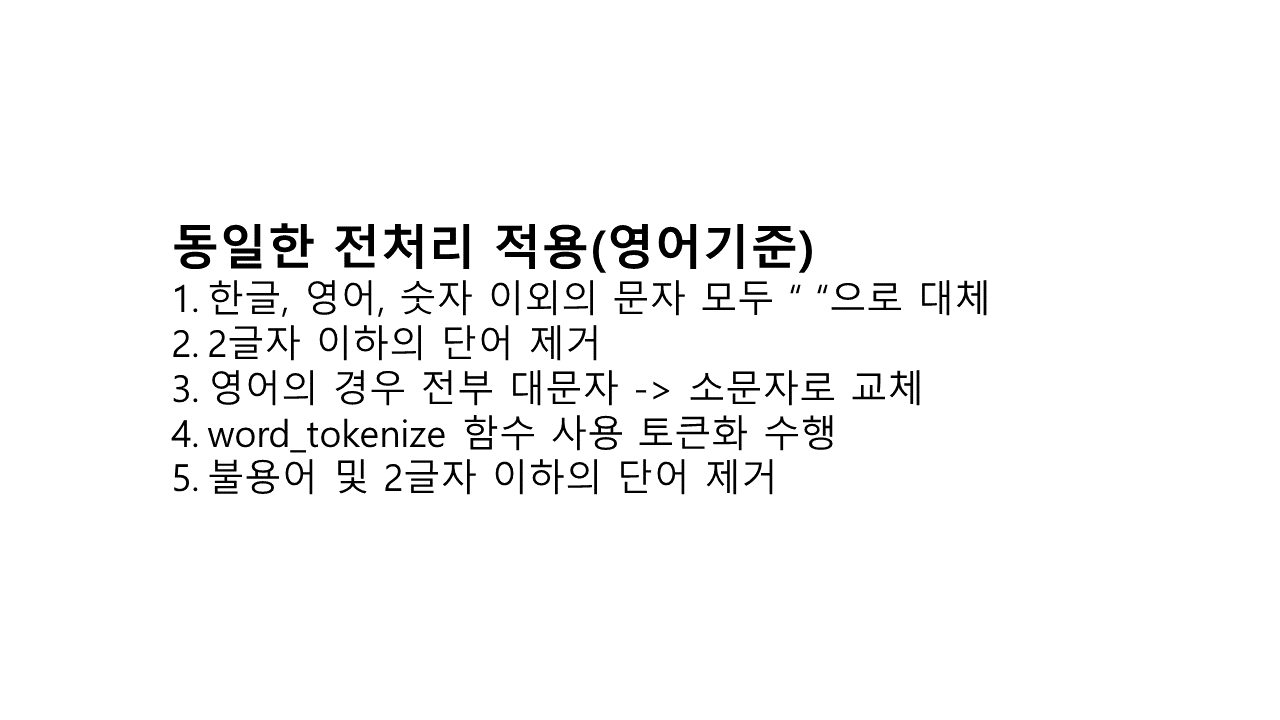 동일한 전처리 적용(영어기준)
1. 한글, 영어, 숫자 이외의 문자 모두 “ “으로 대체
2. 2글자 이하의 단어 제거
3. 영어의 경우 전부 대문자 -> 소문자로 교체
4. word_tokenize 함수 사용 토큰화 수행
5. 불용어 및 2글자 이하의 단어 제거